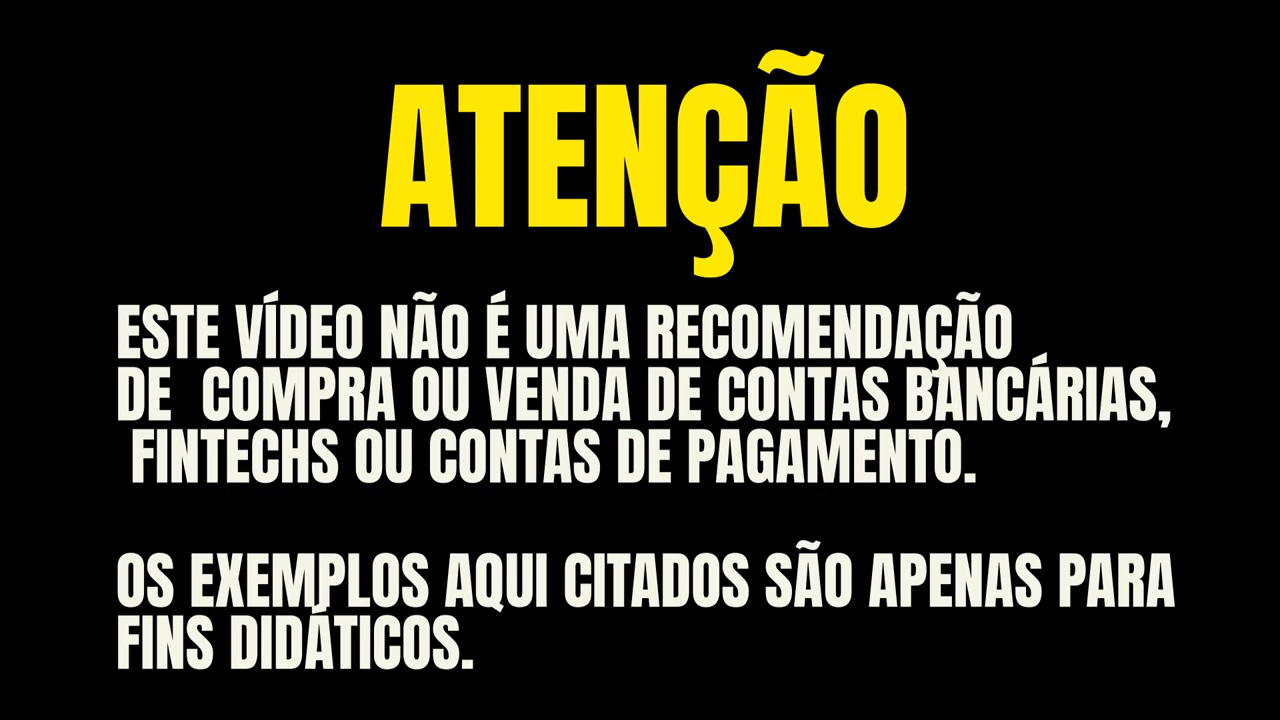 ATENÇÃO
ESTE VÍDEO NÃO É UMA RECOMENDAÇÃO
DE COMPRA OU VENDA DE CONTAS BANCÁRIAS,
FINTECHS OU CONTAS DE PAGAMENTO.
OS EXEMPLOS AQUI CITADOS SÃO APENAS PARA
FINS DIDÁTICOS.